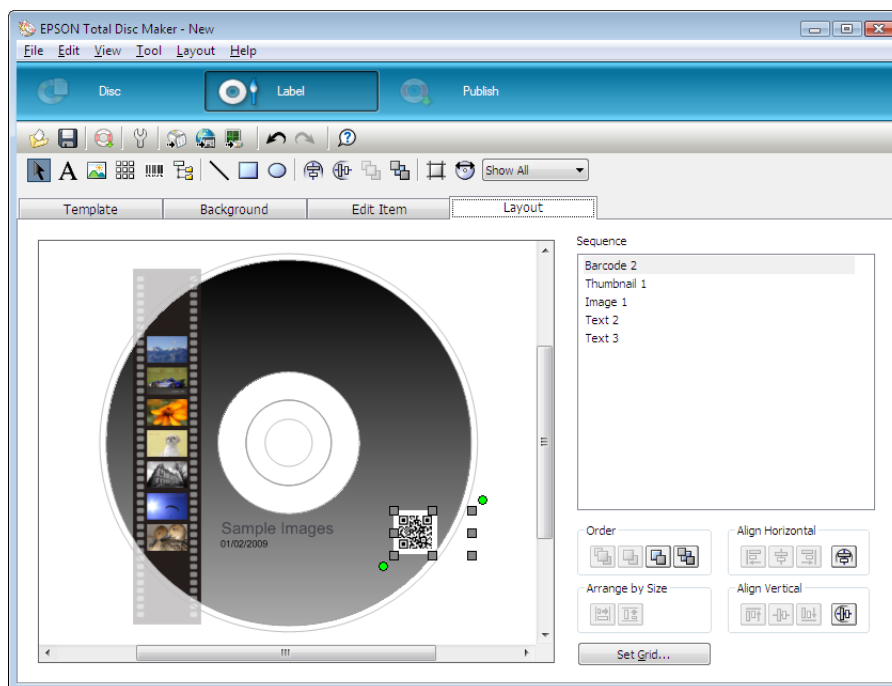 EPSON Total Disc Maker - New
File Edit View Tool Layout Help
Disc Label Publish
A Show All
Template Background Edit Item Layout
Sequence
Barcode 2
Thumbnail 1
Image 1
Text 2
Text 3
Sample Images
01/02/2009
Order Align Horizontal
Arrange by Size Align Vertical
Set Grid...